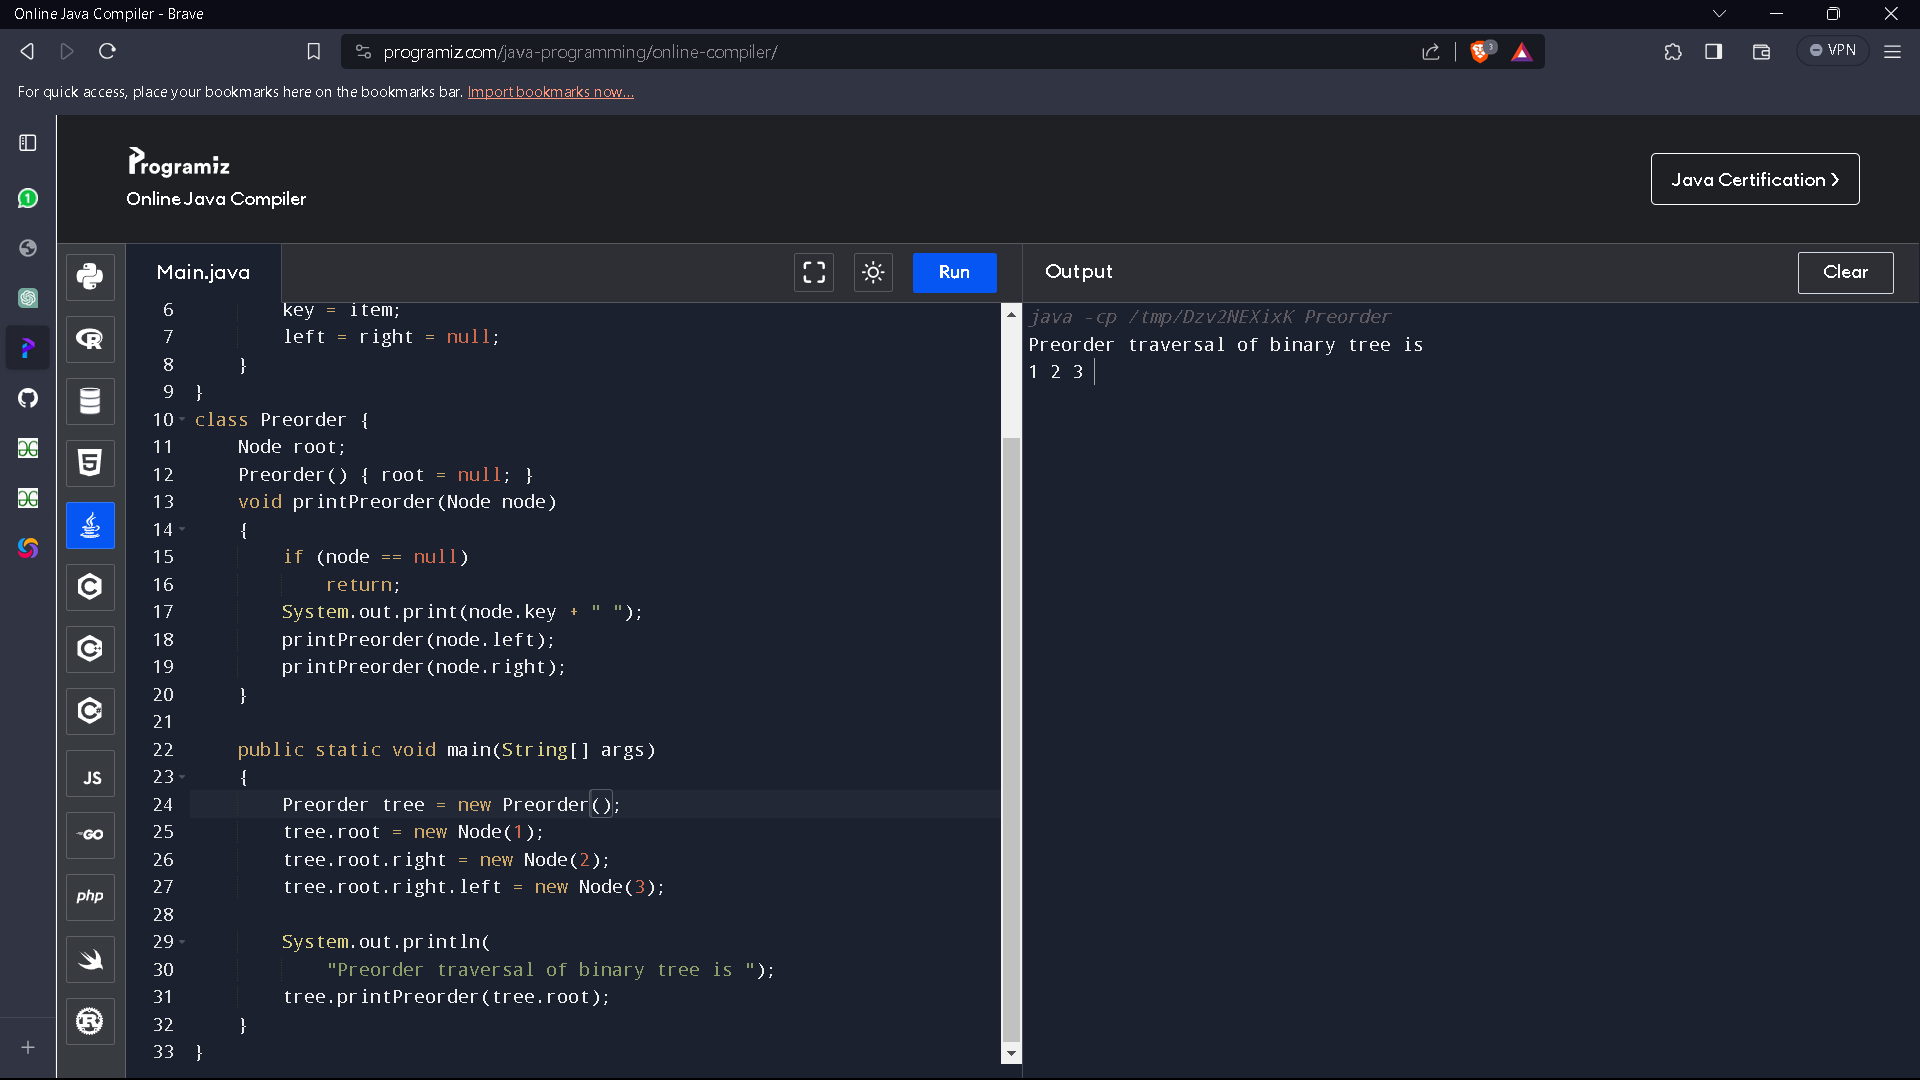 Online Java Compiler - Brave
programiz.com/java-programming/online-compiler/
3
VPN
For quick access, place your bookmarks here on the bookmarks bar. Import bookmarks now...
1
Programiz
Online Java Compiler
Java Certification >
Main.java
Run
Output
Clear
6 key = item;
7 left = right = null;
8 }
9 }
10 class Preorder {
11 Node root;
12 Preorder() { root = null; }
13 void printPreorder(Node node)
14 {
15 if (node == null)
16 return;
17 System.out.print(node.key + " ");
18 printPreorder(node.left);
19 printPreorder(node.right);
20 }
21
22 public static void main(String[] args)
23 {
24 Preorder tree = new Preorder();
25 tree.root = new Node(1);
26 tree.root.right = new Node(2);
27 tree.root.right.left = new Node(3);
28
29 System.out.println(
30 "Preorder traversal of binary tree is ");
31 tree.printPreorder(tree.root);
32 }
33 }
java -cp /tmp/Dzv2NEXixK Preorder
Preorder traversal of binary tree is
1 2 3
R
5
C
C
C
JS
GO
php
R